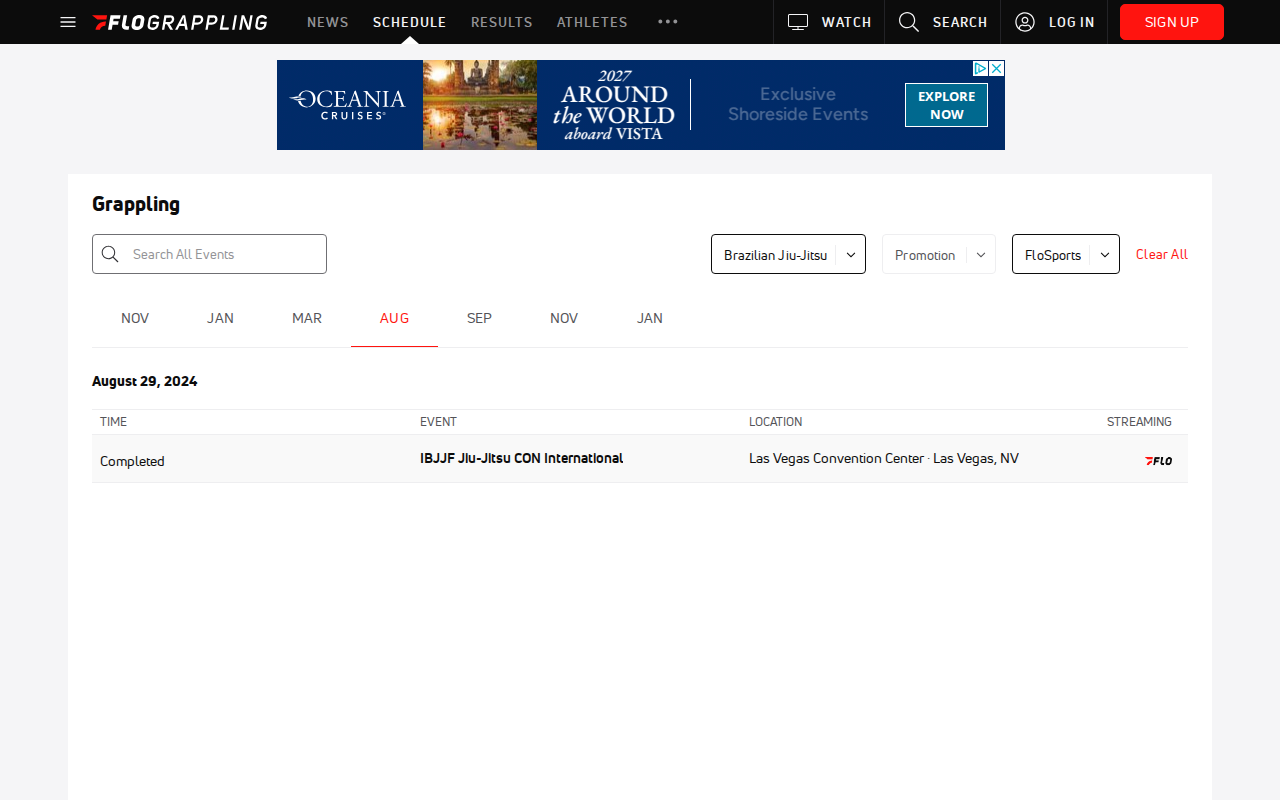 FLOGRAPPLING NEWS SCHEDULE RESULTS ATHLETES WATCH SEARCH LOG IN SIGN UP
OCEANIA CRUISES®
2027
AROUND
the WORLD
aboard VISTA
Exclusive
Shoreside Events
EXPLORE
NOW
Grappling
Search All Events
Brazilian Jiu-Jitsu Promotion FloSports Clear All
NOV JAN MAR AUG SEP NOV JAN
August 29, 2024
TIME EVENT LOCATION STREAMING
Completed IBJJF Jiu-Jitsu CON International Las Vegas Convention Center · Las Vegas, NV FLO